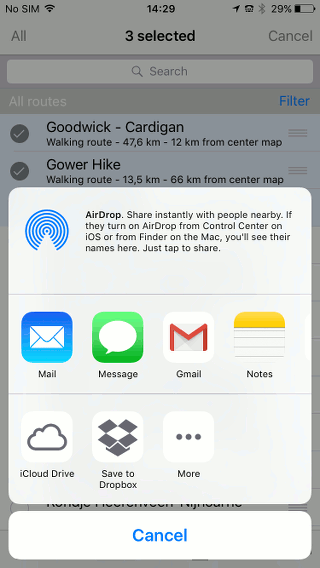 No SIM 14:29 29%
All 3 selected Cancel
Search
All routes Filter
Goodwick - Cardigan
Walking route - 47,6 km - 12 km from center map
Gower Hike
Walking route - 13,5 km - 66 km from center map
AirDrop. Share instantly with people nearby. If
they turn on AirDrop from Control Center on
iOS or from Finder on the Mac, you'll see their
names here. Just tap to share.
Mail Message Gmail Notes
iCloud Drive Save to
Dropbox More
Cancel